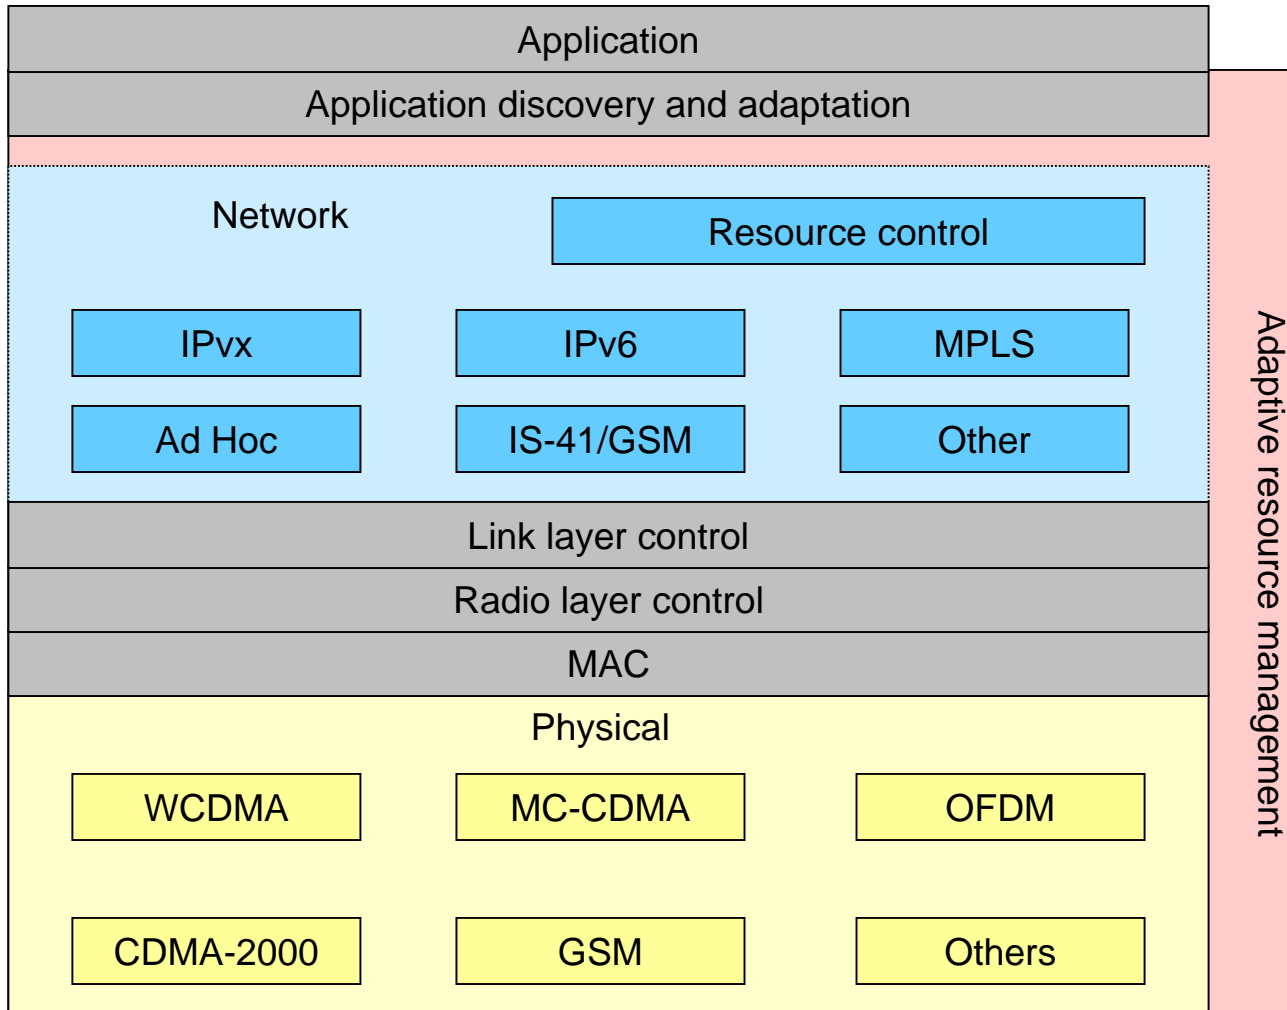 Application
Application discovery and adaptation
Network
Resource control
IPvx
IPv6
MPLS
Ad Hoc
IS-41/GSM
Other
Link layer control
Radio layer control
MAC
Physical
WCDMA
MC-CDMA
OFDM
CDMA-2000
GSM
Others
Adaptive resource management